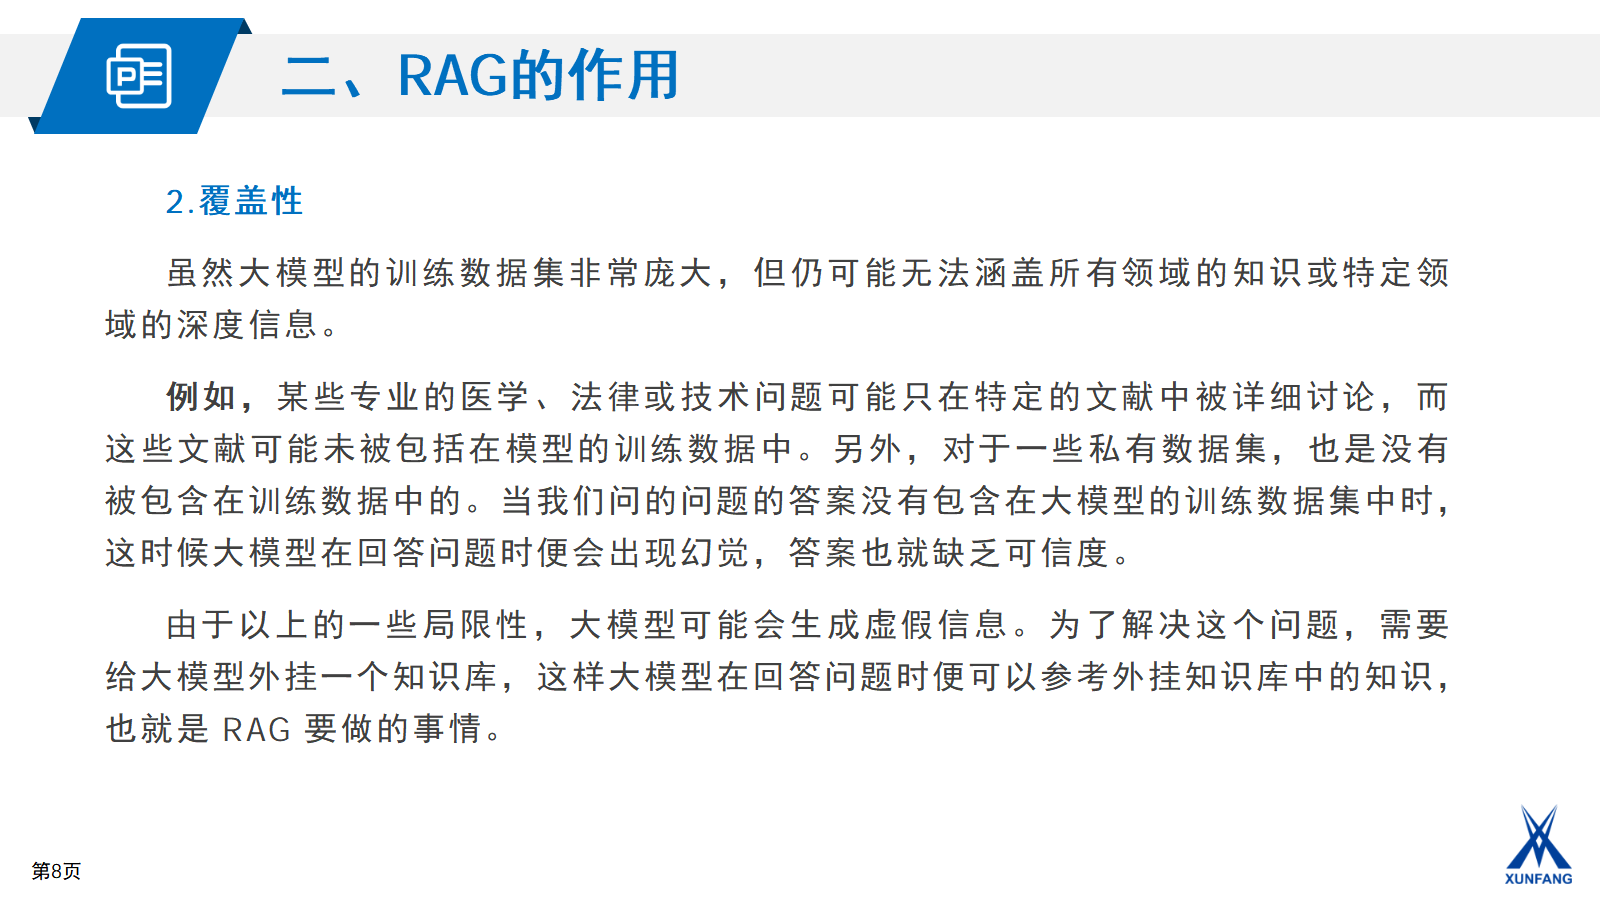 二、RAG的作用
2.覆盖性
虽然大模型的训练数据集非常庞大，但仍可能无法涵盖所有领域的知识或特定领
域的深度信息。
例如，某些专业的医学、法律或技术问题可能只在特定的文献中被详细讨论，而
这些文献可能未被包括在模型的训练数据中。另外，对于一些私有数据集，也是没有
被包含在训练数据中的。当我们问的问题的答案没有包含在大模型的训练数据集中时，
这时候大模型在回答问题时便会出现幻觉，答案也就缺乏可信度。
由于以上的一些局限性，大模型可能会生成虚假信息。为了解决这个问题，需要
给大模型外挂一个知识库，这样大模型在回答问题时便可以参考外挂知识库中的知识，
也就是 RAG 要做的事情。
第8页
XUNFANG